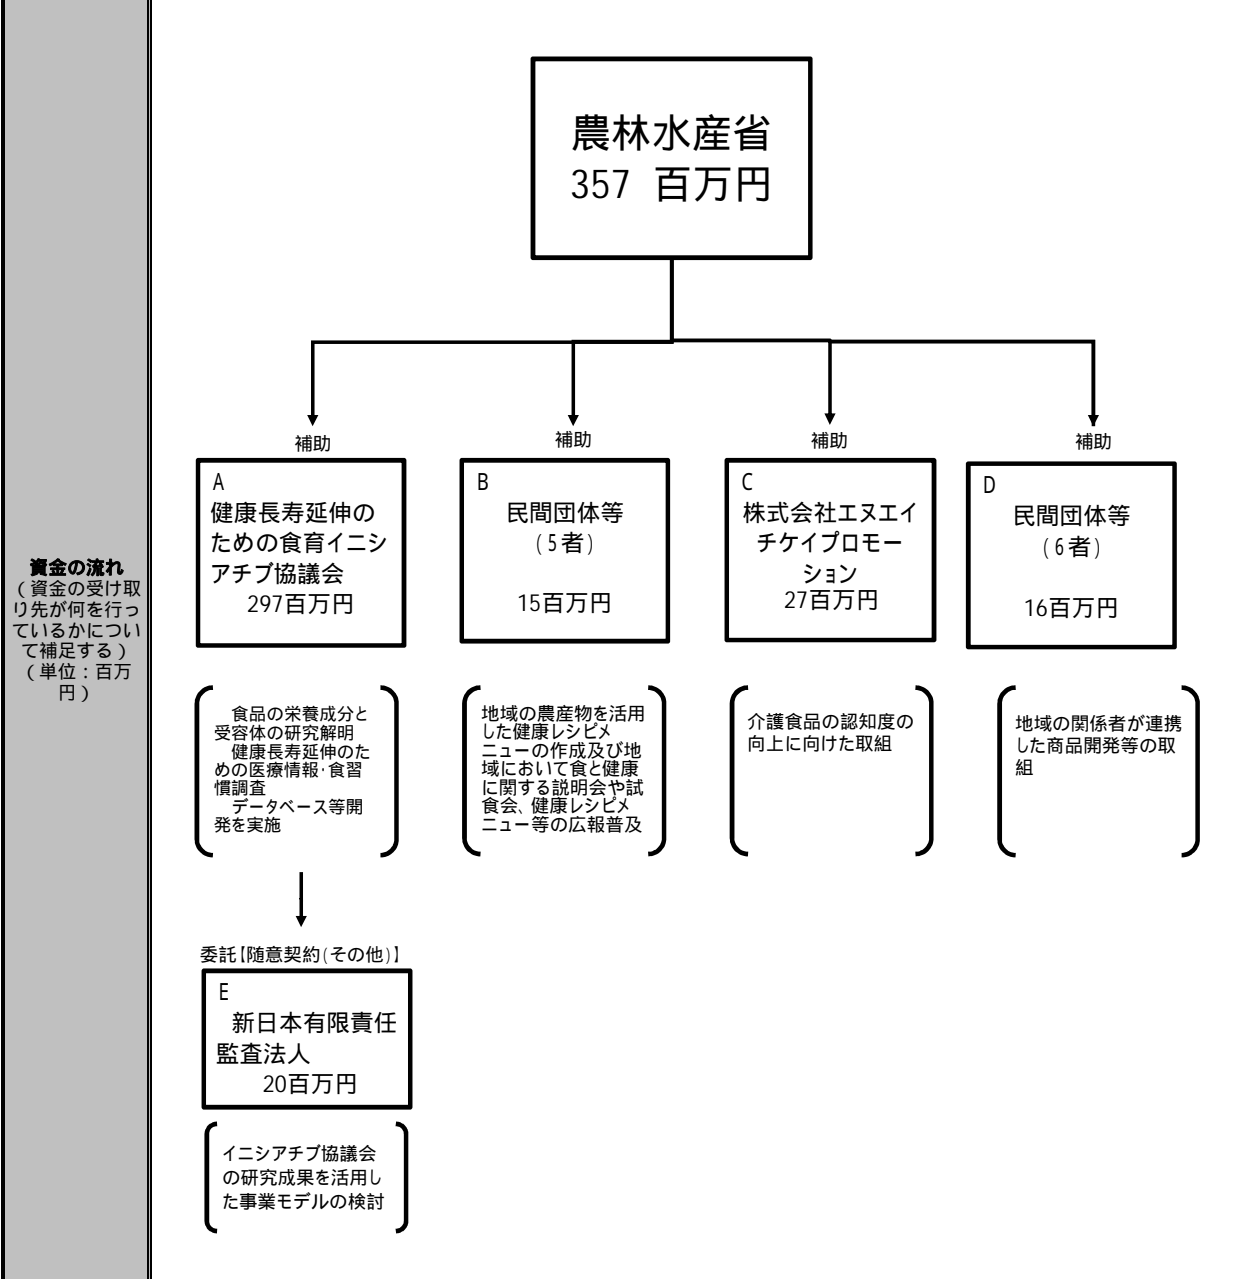 資金の流れ
(資金の受け取
り先が何を行っ
ているかについ
て補足する)
(単位:百万
円)
農林水産省
357 百万円
補助
A
健康長寿延伸の
ための食育イニシ
アチブ協議会
297百万円
食品の栄養成分と
受容体の研究解明
健康長寿延伸のた
めの医療情報・食習
慣調査
データベース等開
発を実施
補助
B
民間団体等
(5者)
15百万円
地域の農産物を活用
した健康レシピメ
ニューの作成及び地
域において食と健康
に関する説明会や試
食会、健康レシピメ
ニュー等の広報普及
補助
C
株式会社エヌエイ
チケイプロモー
ション
27百万円
介護食品の認知度の
向上に向けた取組
補助
D
民間団体等
(6者)
16百万円
地域の関係者が連携
した商品開発等の取
組
委託【随意契約(その他)】
E
新日本有限責任
監査法人
20百万円
イニシアチブ協議会
の研究成果を活用し
た事業モデルの検討